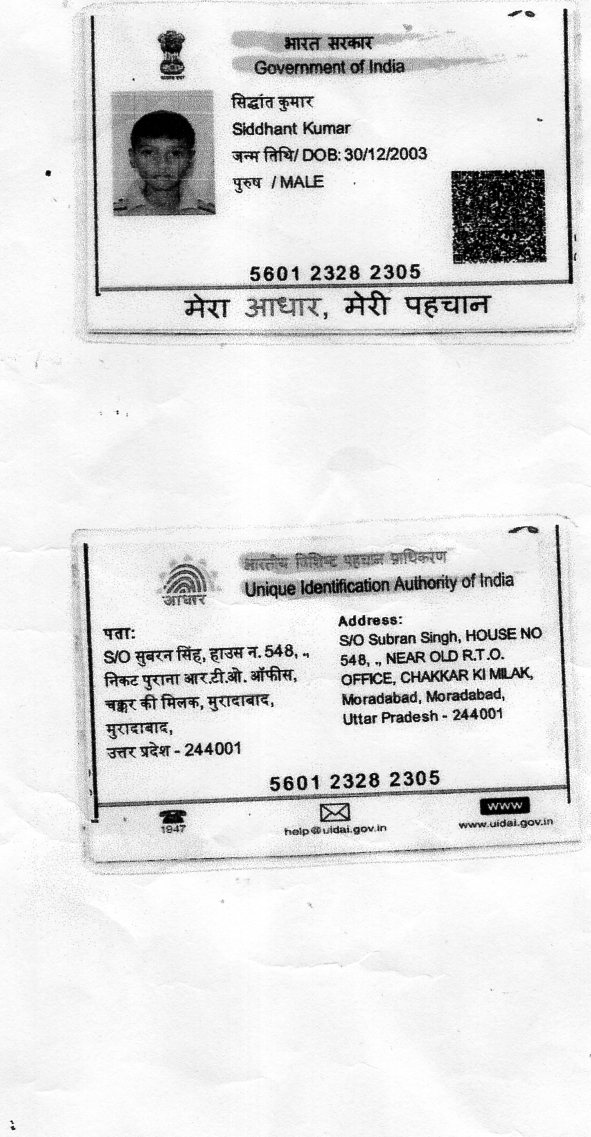 भारत सरकार
Government of India
सिद्धांत कुमार
Siddhant Kumar
जन्म तिथि/ DOB: 30/12/2003
पुरुष / MALE
5601 2328 2305
मेरा आधार, मेरी पहचान
भारतीय विशिष्ट पहचान प्राधिकरण
Unique Identification Authority of India
आधार
पता:
S/O सुबरन सिंह, हाउस न. 548, .,
निकट पुराना आर.टी.ओ. ऑफीस,
चक्कर की मिलक, मुरादाबाद,
मुरादाबाद,
उत्तर प्रदेश - 244001
Address:
S/O Subran Singh, HOUSE NO
548, ., NEAR OLD R.T.O.
OFFICE, CHAKKAR KI MILAK,
Moradabad, Moradabad,
Uttar Pradesh - 244001
5601 2328 2305
1947
help@uidai.gov.in
www
www.uidai.gov.in